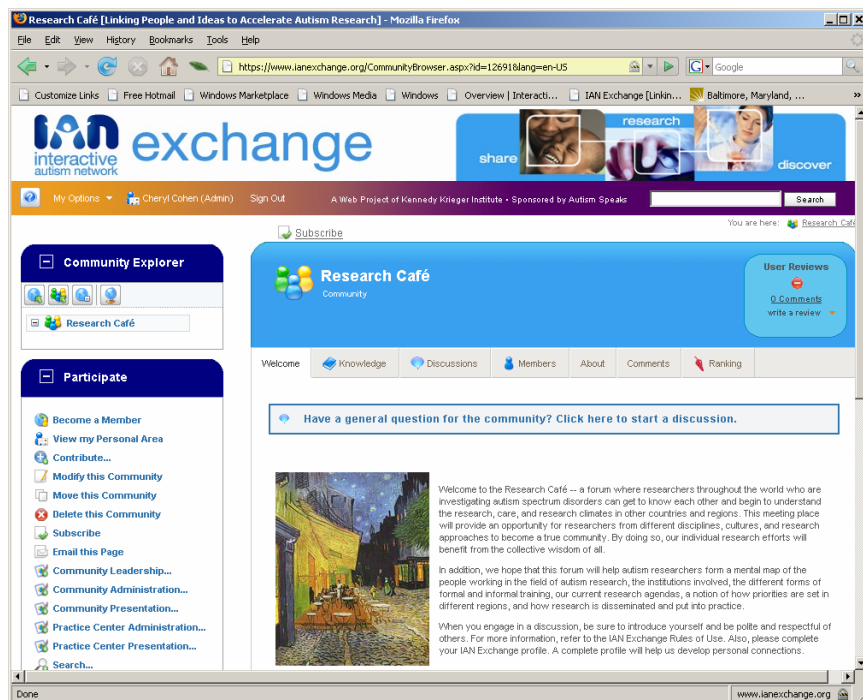 Research Café [Linking People and Ideas to Accelerate Autism Research] - Mozilla Firefox
File Edit View History Bookmarks Tools Help
https://www.ianexchange.org/CommunityBrowser.aspx?id=12691&lang=en-US
G Google
Customize Links Free Hotmail Windows Marketplace Windows Media Windows Overview | Interacti... IAN Exchange [Linkin... Baltimore, Maryland, ... »
IAN exchange
interactive
autism network
share research discover
My Options Cheryl Cohen (Admin) Sign Out A Web Project of Kennedy Krieger Institute • Sponsored by Autism Speaks Search
You are here: Research Café
Subscribe
Community Explorer
Research Café
Research Café
Community
User Reviews
0 Comments
write a review
Participate
Become a Member
View my Personal Area
Contribute...
Modify this Community
Move this Community
Delete this Community
Subscribe
Email this Page
Community Leadership...
Community Administration...
Community Presentation...
Practice Center Administration...
Practice Center Presentation...
Search...
Welcome Knowledge Discussions Members About Comments Ranking
Have a general question for the community? Click here to start a discussion.
Welcome to the Research Café -- a forum where researchers throughout the world who are
investigating autism spectrum disorders can get to know each other and begin to understand
the research, care, and research climates in other countries and regions. This meeting place
will provide an opportunity for researchers from different disciplines, cultures, and research
approaches to become a true community. By doing so, our individual research efforts will
benefit from the collective wisdom of all.
In addition, we hope that this forum will help autism researchers form a mental map of the
people working in the field of autism research, the institutions involved, the different forms of
formal and informal training, our current research agendas, a notion of how priorities are set in
different regions, and how research is disseminated and put into practice.
When you engage in a discussion, be sure to introduce yourself and be polite and respectful of
others. For more information, refer to the IAN Exchange Rules of Use. Also, please complete
your IAN Exchange profile. A complete profile will help us develop personal connections.
Done
www.ianexchange.org